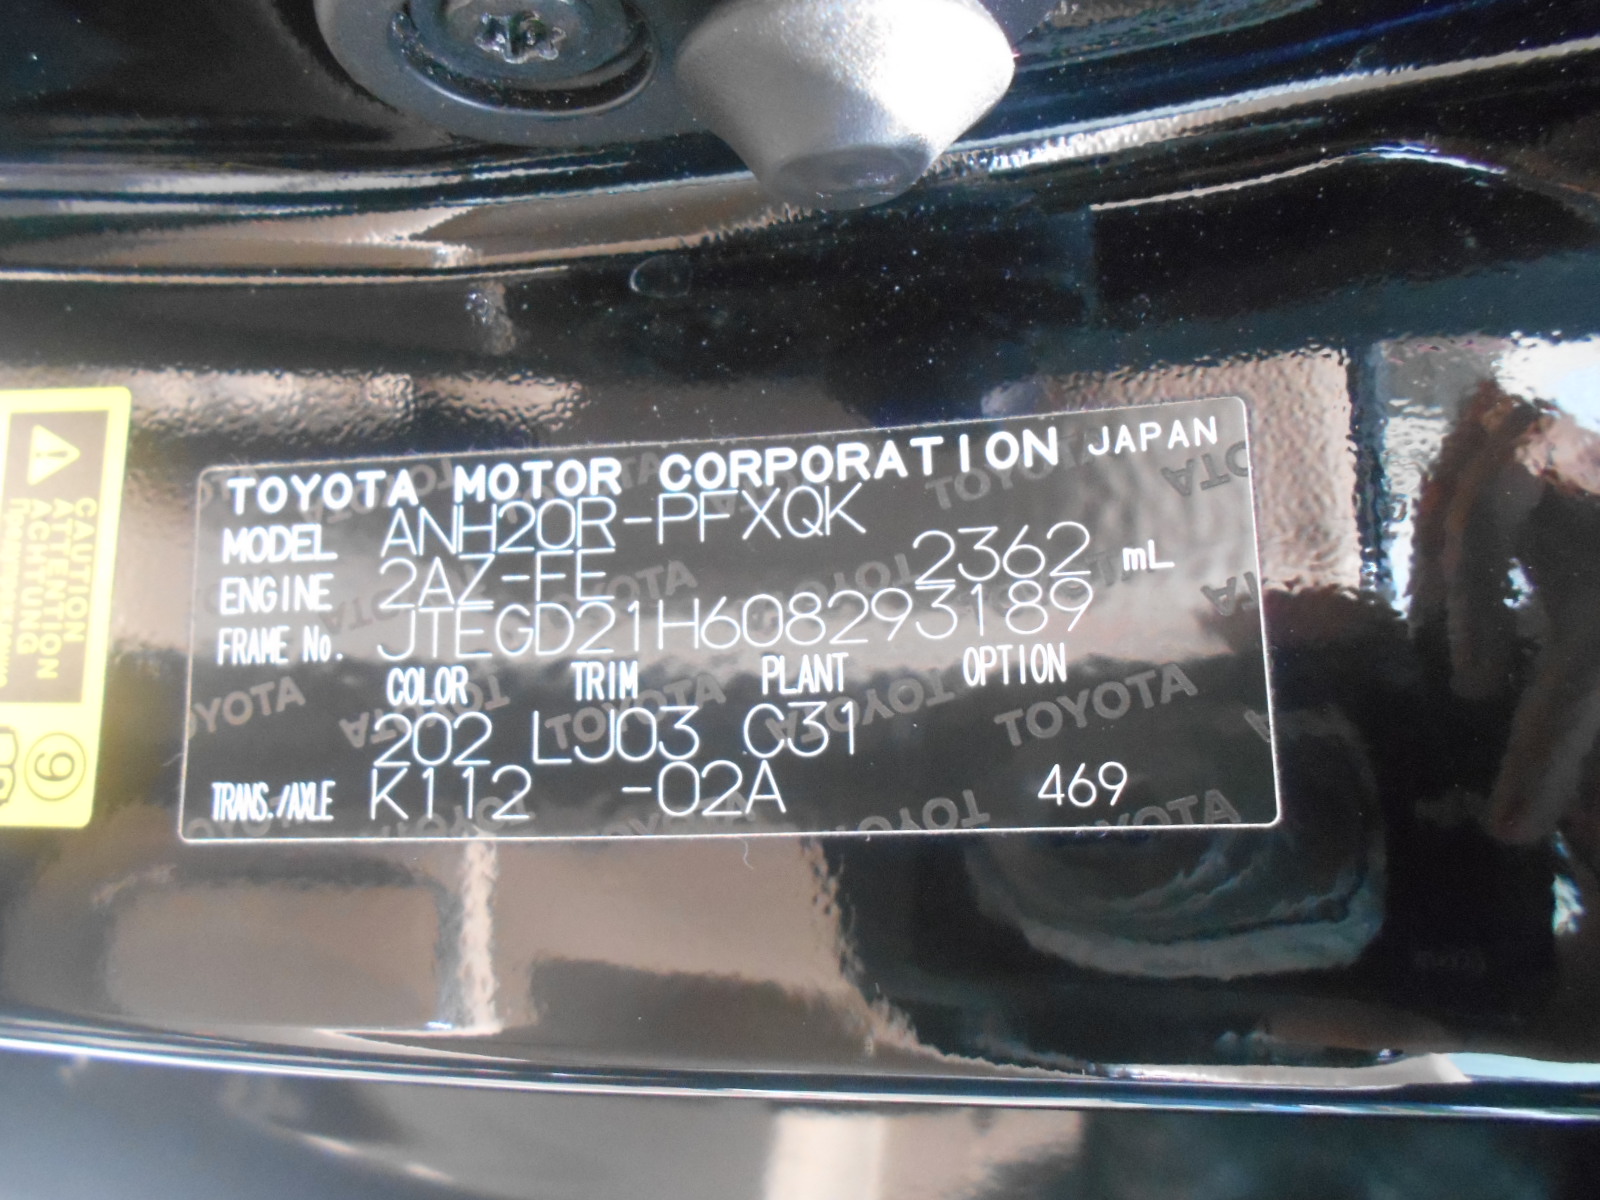 TOYOTA MOTOR CORPORATION JAPAN
MODEL ANH20R-PFXQK
ENGINE 2AZ-FE 2362 mL
FRAME No. JTEGD21H608293189
COLOR TRIM PLANT OPTION
202 LJ03 C31
TRANS./AXLE K112 -02A 469
CAUTION
ATTENTION
ACHTUNG
9